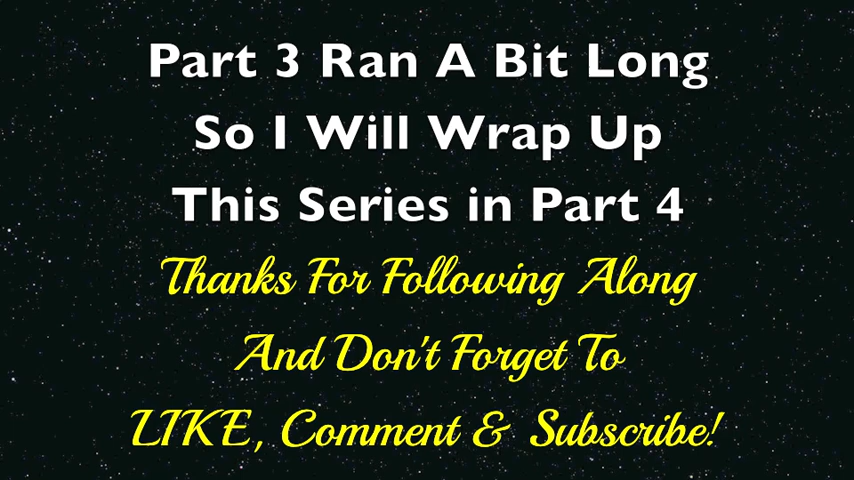 Part 3 Ran A Bit Long
So I Will Wrap Up
This Series in Part 4
Thanks For Following Along
And Don't Forget To
LIKE, Comment & Subscribe!